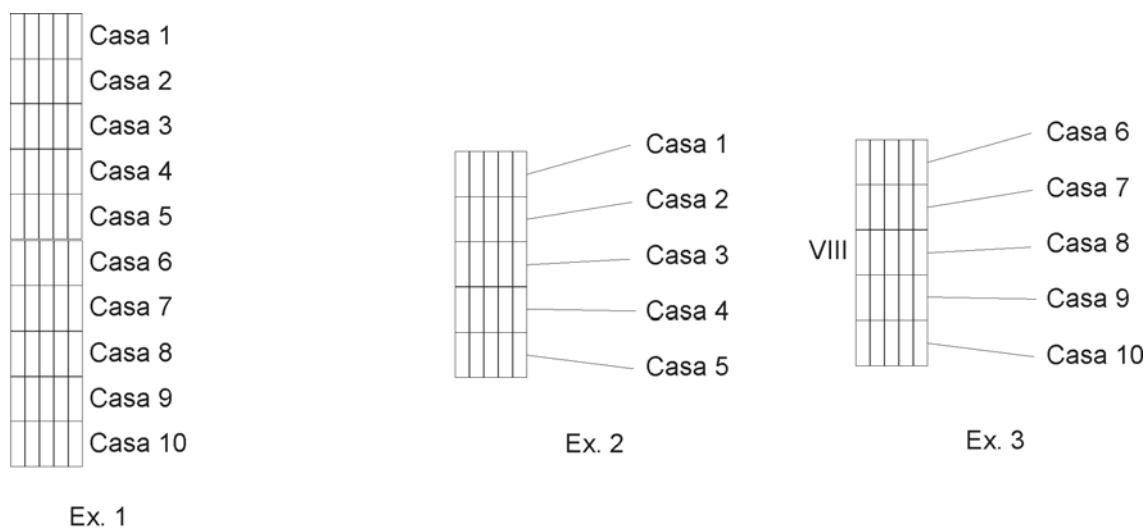 Casa 1
Casa 2
Casa 3
Casa 4
Casa 5
Casa 6
Casa 7
Casa 8
Casa 9
Casa 10
Ex. 1
Casa 1
Casa 2
Casa 3
Casa 4
Casa 5
Ex. 2
Casa 6
Casa 7
VIII Casa 8
Casa 9
Casa 10
Ex. 3